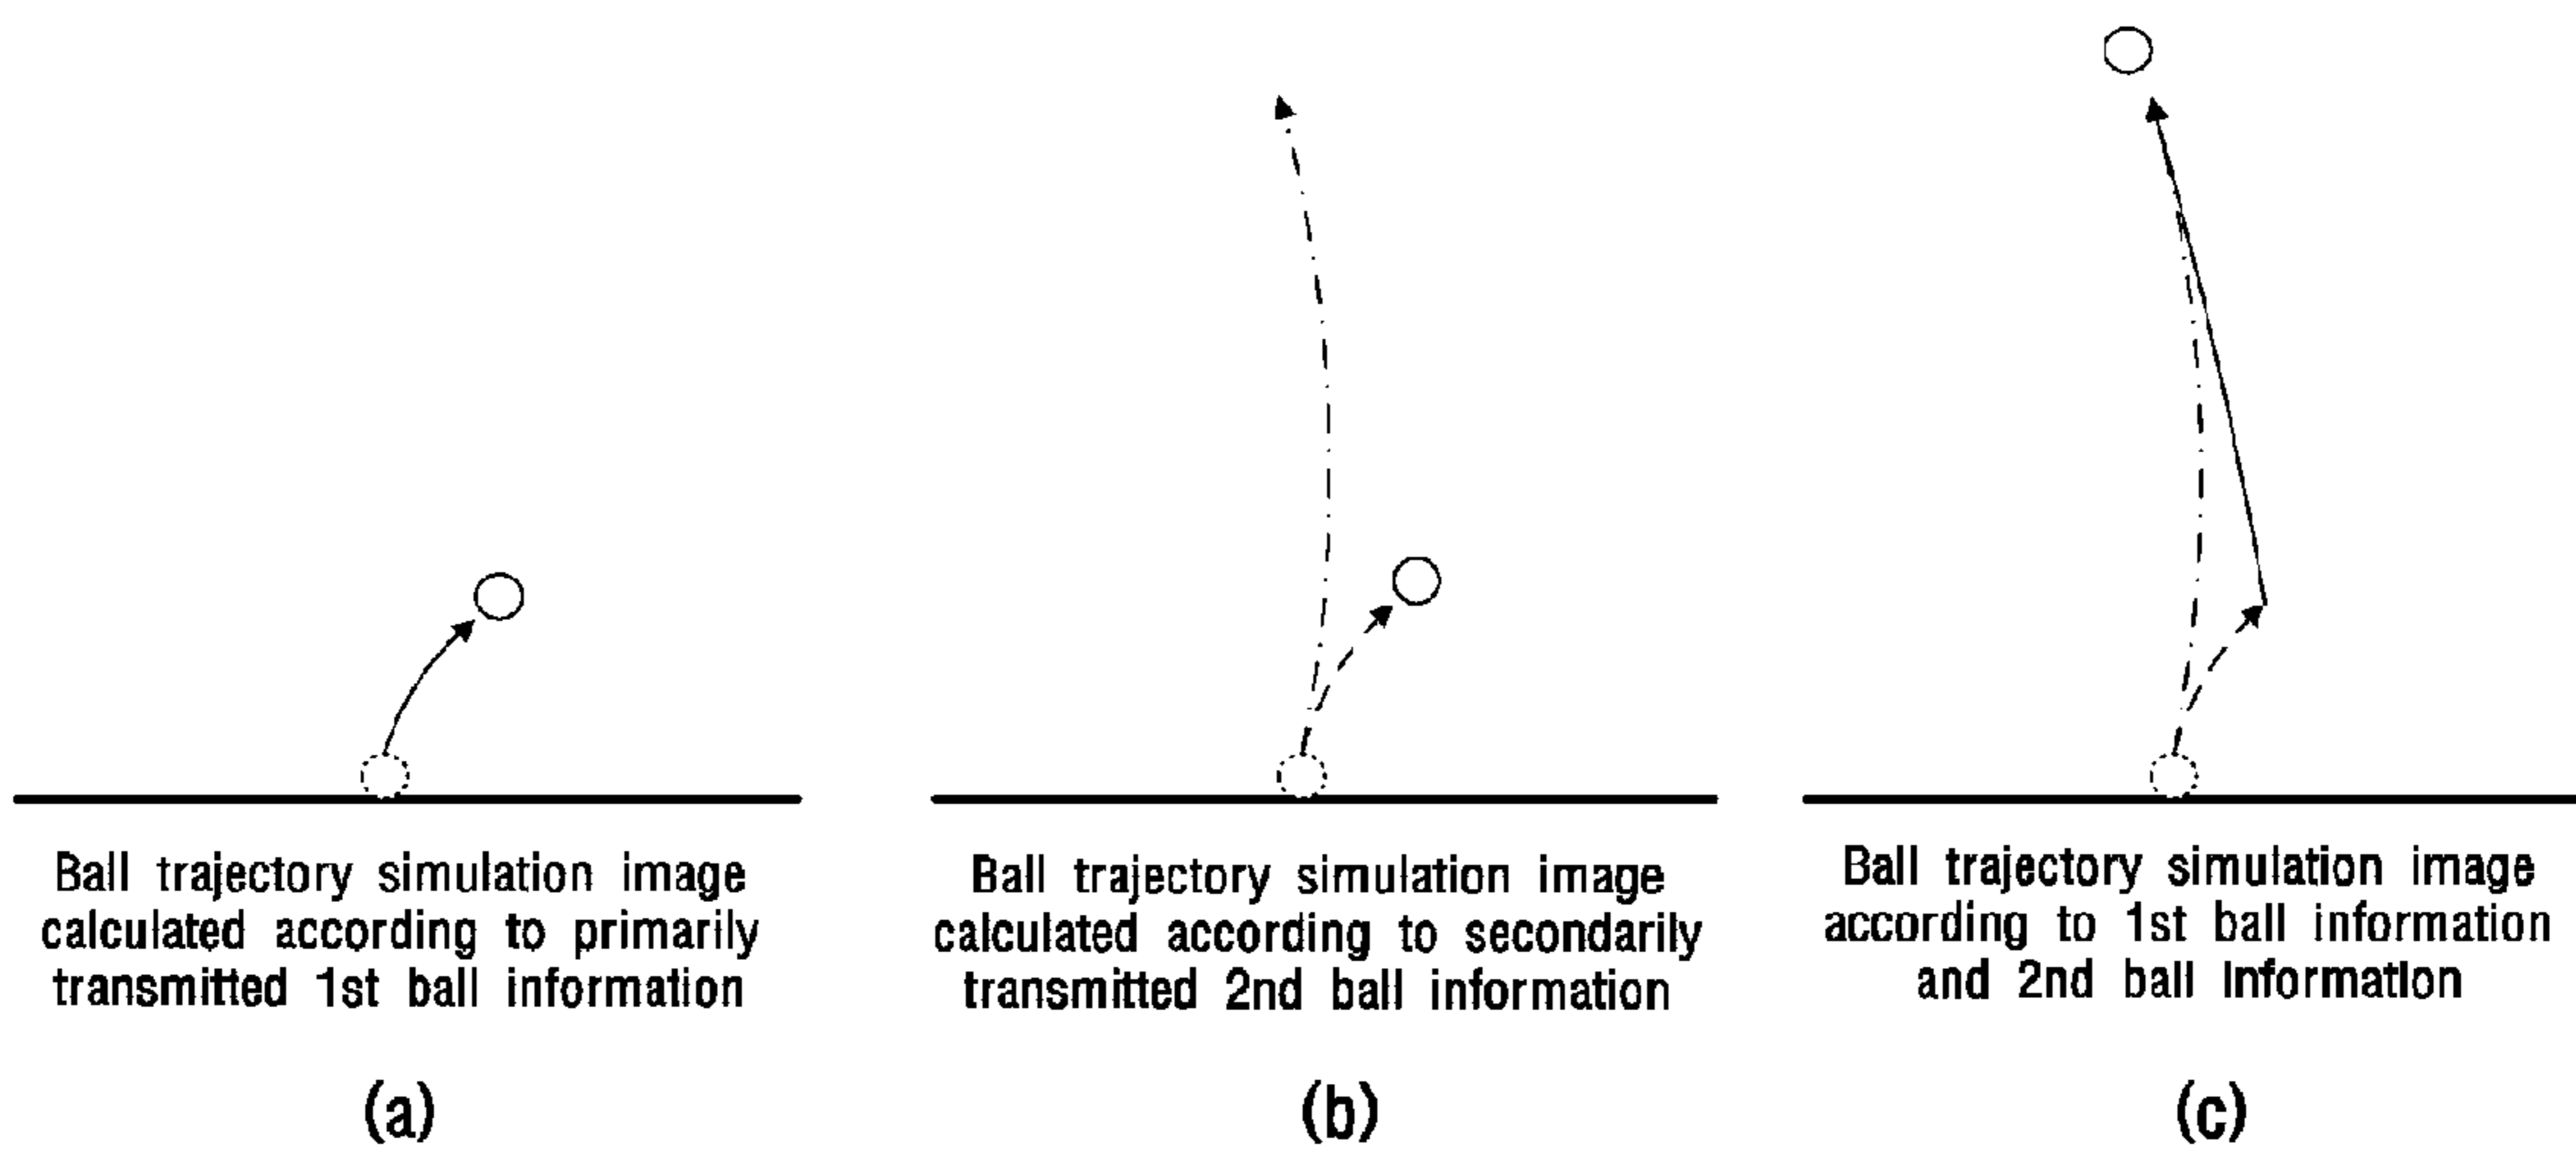 Ball trajectory simulation image
calculated according to primarily
transmitted 1st ball information
(a)
Ball trajectory simulation image
calculated according to secondarily
transmitted 2nd ball information
(b)
Ball trajectory simulation image
according to 1st ball information
and 2nd ball Information
(c)